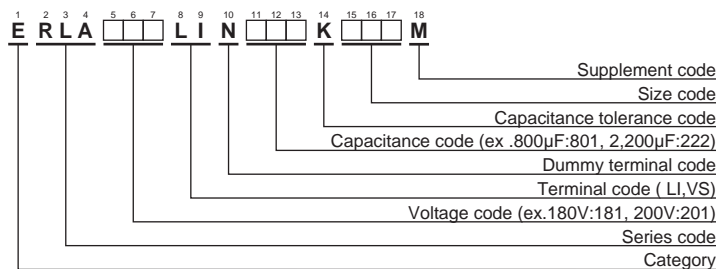 1 2 3 4 5 6 7 8 9 10 11 12 13 14 15 16 17 18
E R L A L I N K M
Supplement code
Size code
Capacitance tolerance code
Capacitance code (ex .800µF:801, 2,200µF:222)
Dummy terminal code
Terminal code ( LI,VS)
Voltage code (ex.180V:181, 200V:201)
Series code
Category